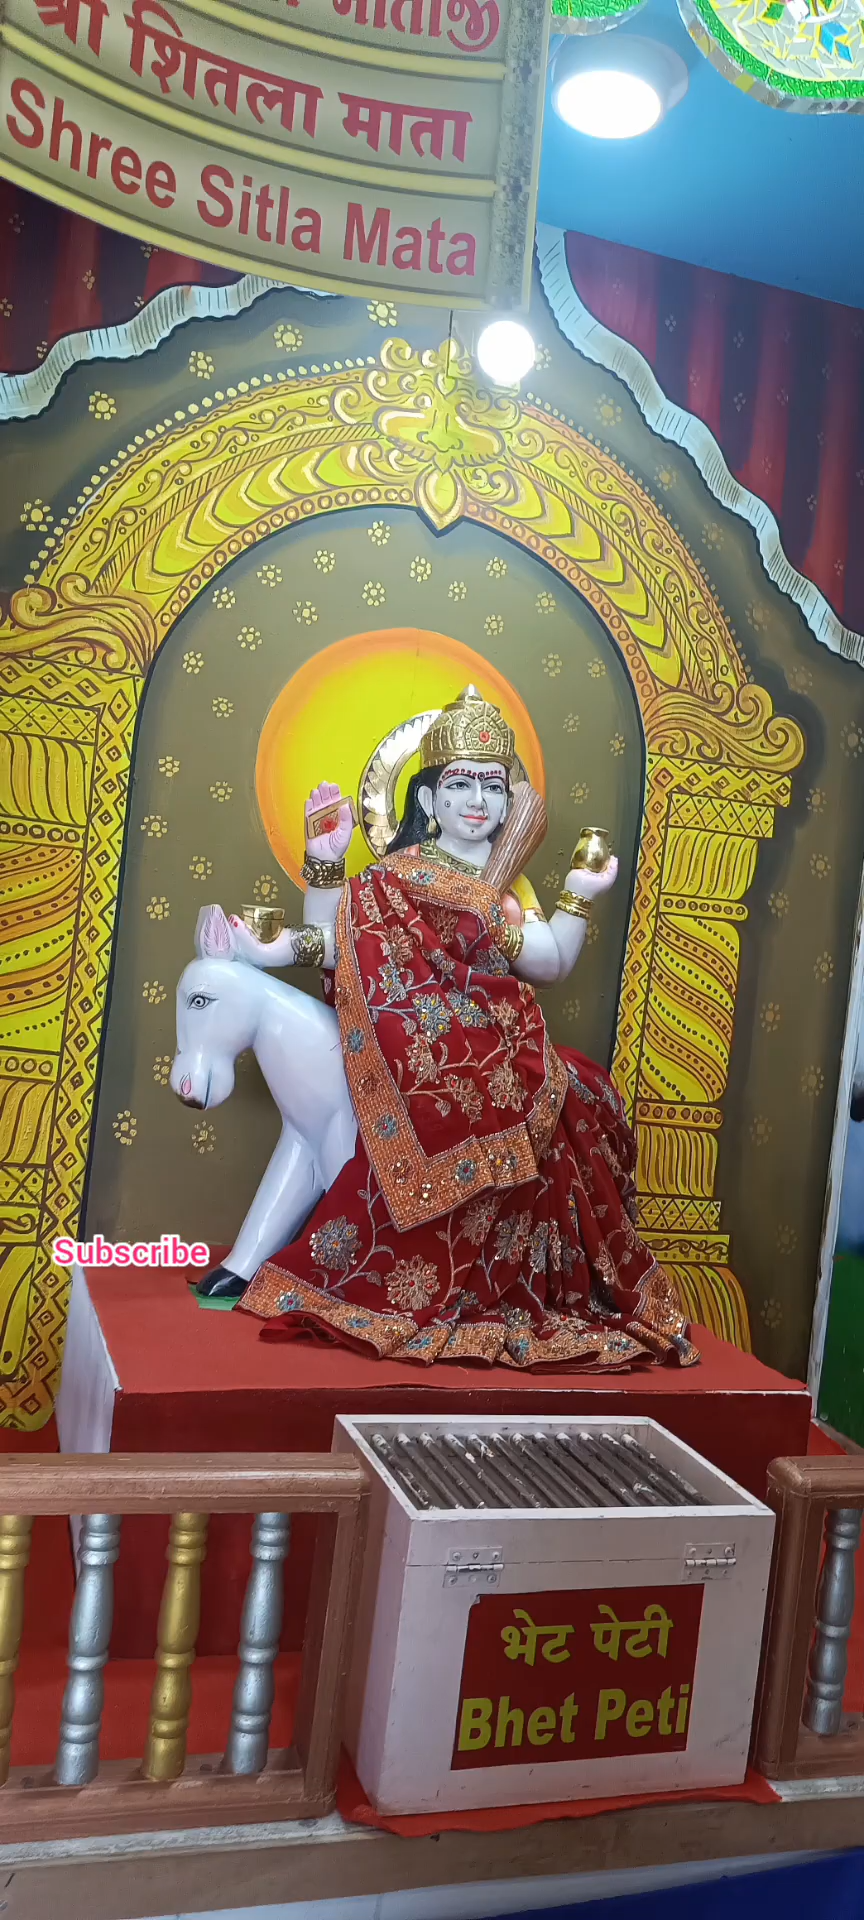 માતાજી
श्री शितला माता
Shree Sitla Mata
Subscribe
भेट पेटी
Bhet Peti